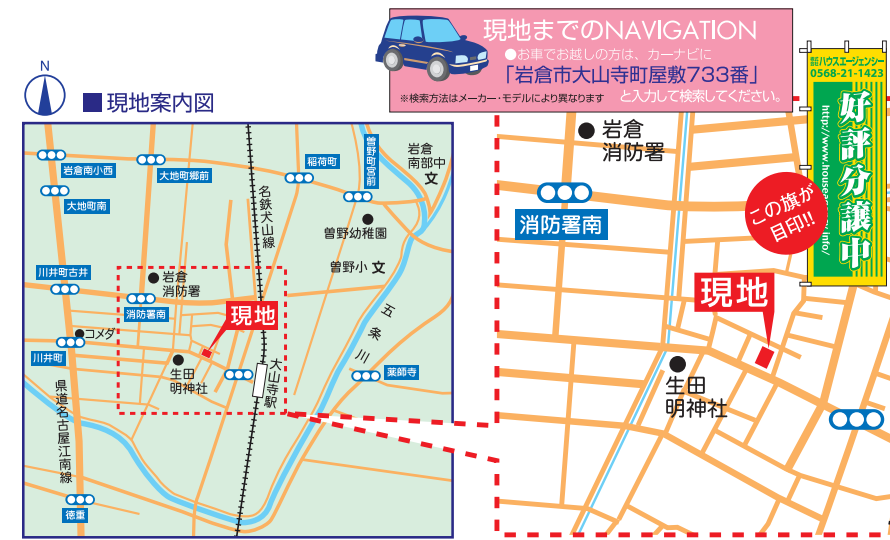 現地までのNAVIGATION
●お車でお越しの方は、カーナビに
「岩倉市大山寺町屋敷733番」
※検索方法はメーカー・モデルにより異なります
と入力して検索してください。
ハウスエージェンシー
0568-21-1423
好評分譲中
この旗が
目印!!
N
■現地案内図
岩倉南小西
大地町郷前
稲荷町
曽野町宮前
岩倉
南部中
文
大地町南
名鉄犬山線
曽野幼稚園
曽野小 文
川井町古井
岩倉
消防署
消防署南
現地
五条川
コメダ
川井町
生田
明神社
大山寺駅
薬師寺
県道名古屋江南線
徳重
岩倉
消防署
消防署南
現地
生田
明神社